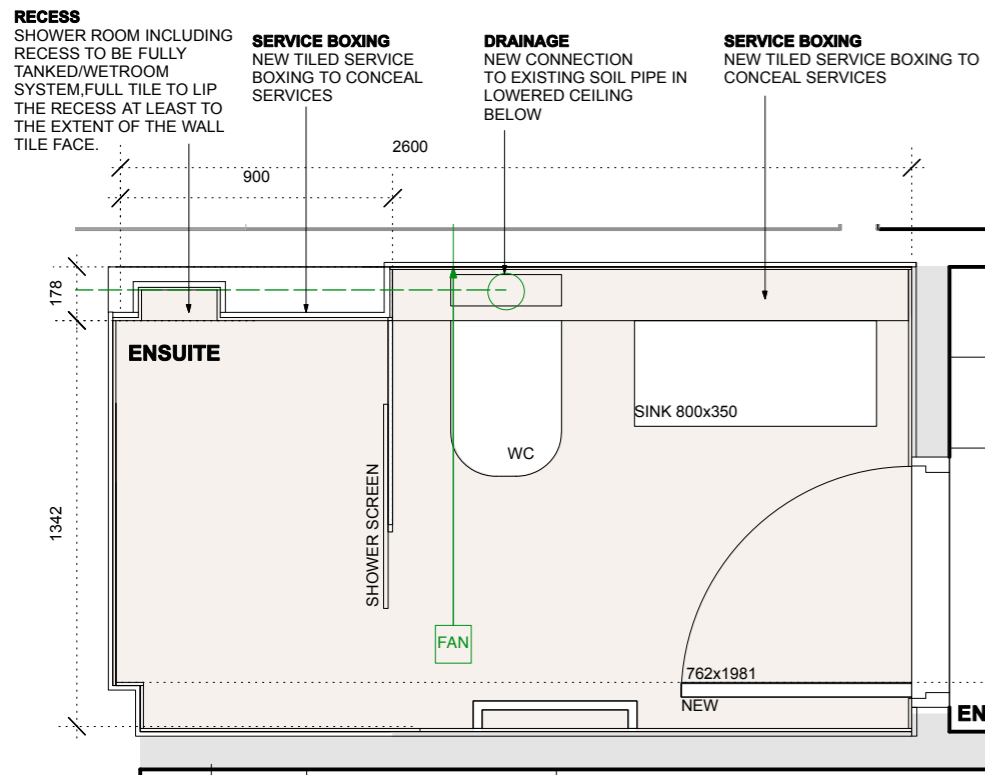 RECESS
SHOWER ROOM INCLUDING
RECESS TO BE FULLY
TANKED/WETROOM
SYSTEM,FULL TILE TO LIP
THE RECESS AT LEAST TO
THE EXTENT OF THE WALL
TILE FACE.
SERVICE BOXING
NEW TILED SERVICE
BOXING TO CONCEAL
SERVICES
DRAINAGE
NEW CONNECTION
TO EXISTING SOIL PIPE IN
LOWERED CEILING
BELOW
SERVICE BOXING
NEW TILED SERVICE BOXING TO
CONCEAL SERVICES
2600
900
178
ENSUITE
SINK 800x350
WC
1342
SHOWER SCREEN
FAN
762x1981
NEW
EN